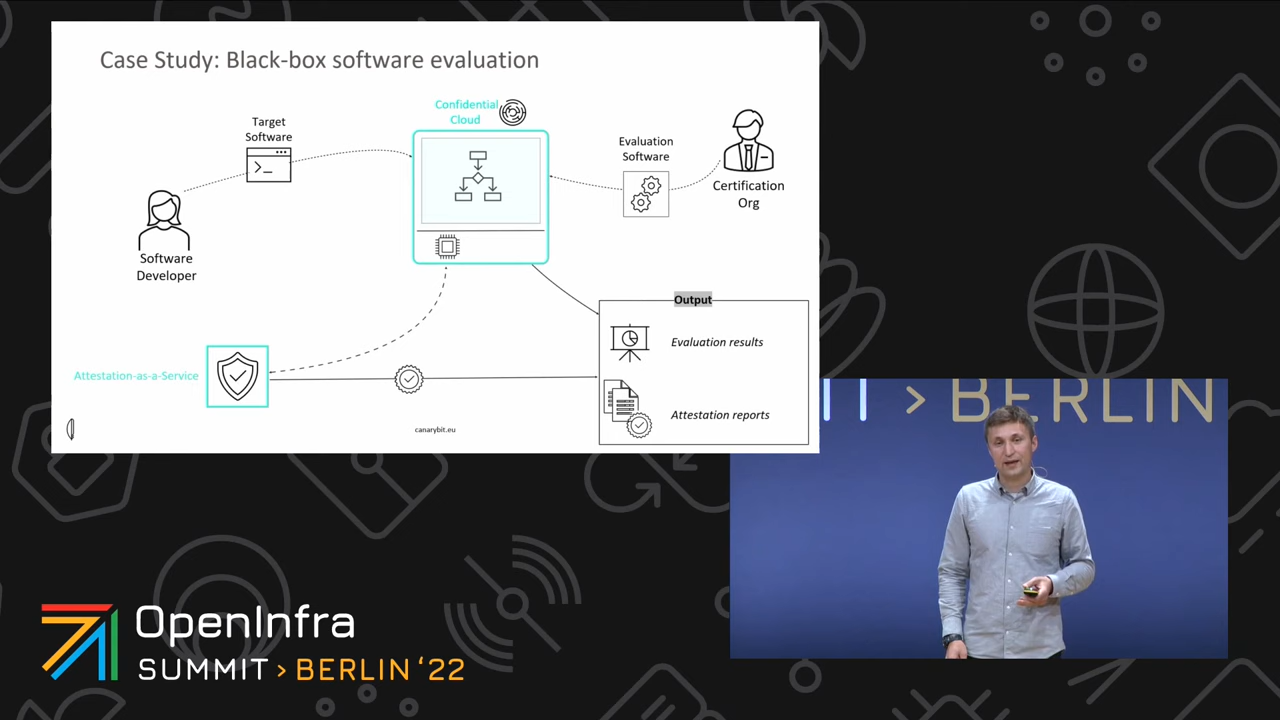 Case Study: Black-box software evaluation
Target
Software
Confidential
Cloud
Evaluation
Software
Certification
Org
Software
Developer
Output
Evaluation results
Attestation-as-a-Service
Attestation reports
canarybit.eu
> BERLIN
OpenInfra
SUMMIT > BERLIN ‘22